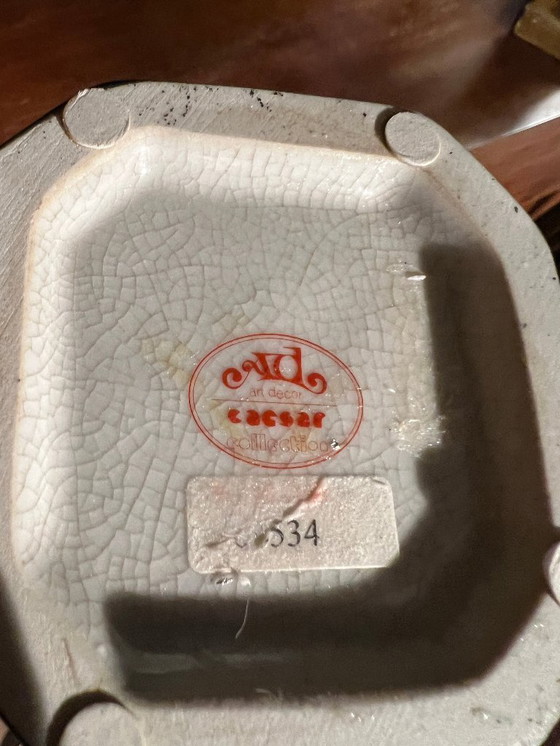 ad
art decor
caesar
collection
534